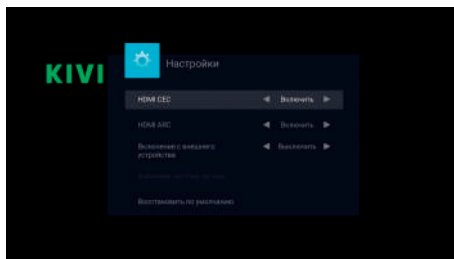 KIVI
Настройки
HDMI CEC
Включить
HDMI ARC
Включить
Включение с внешнего
устройства
Выключить
Восстановить по умолчанию